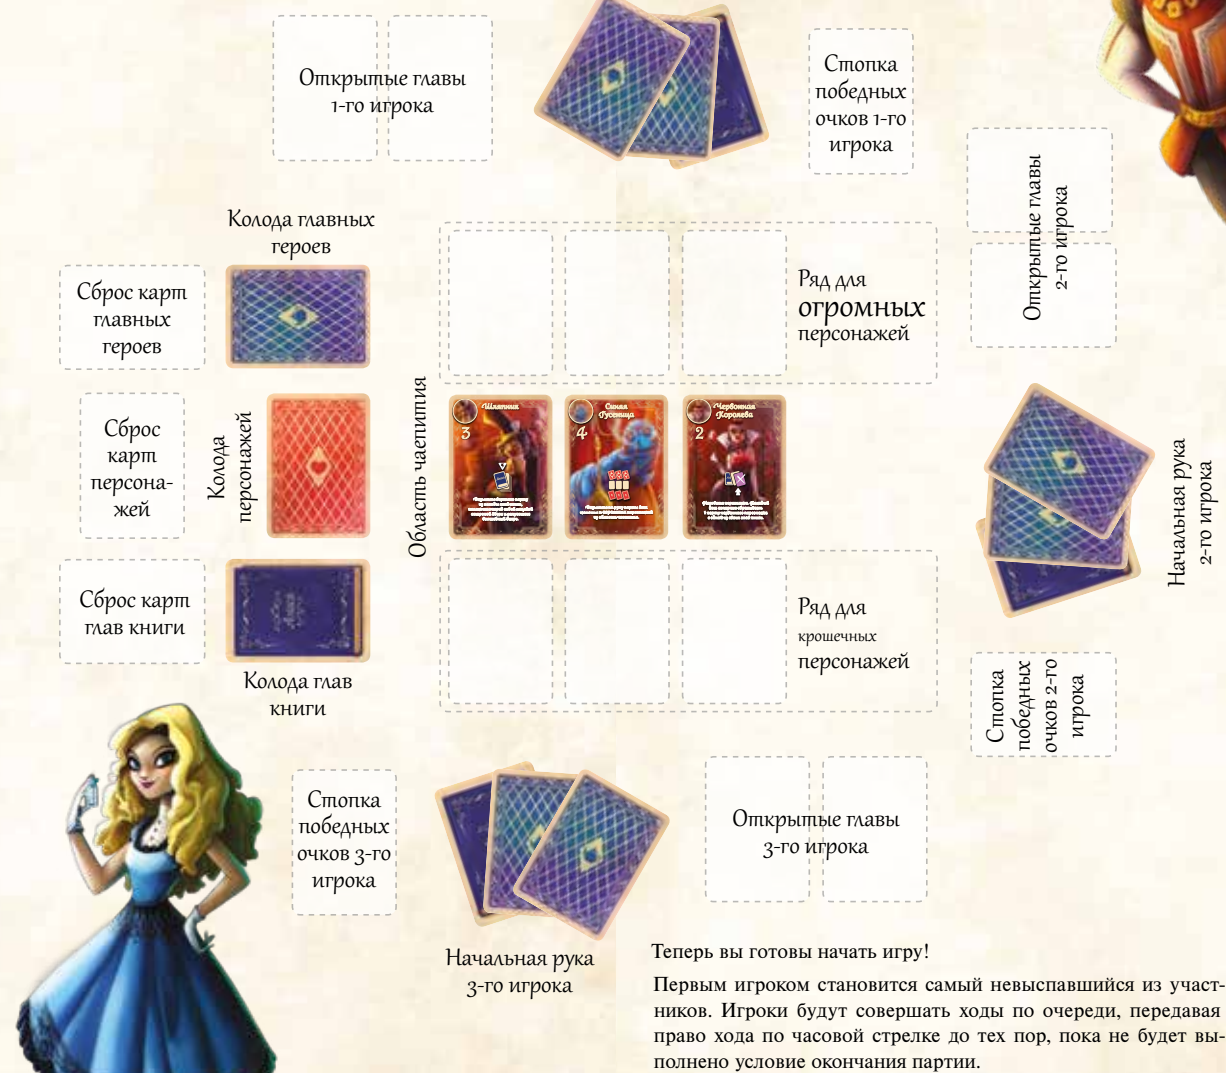 Открытые главы
1-го игрока
Стопка
победных
очков 1-го
игрока
Открытые главы
2-го игрока
Колода главных
героев
Сброс карт
главных
героев
Ряд для
огромных
персонажей
Сброс
карт
персона-
жей
Колода
персонажей
Область чаепития
Шляпник
3
Синяя
Гусеница
4
Червонная
Королева
2
Начальная рука
2-го игрока
Сброс карт
глав книги
Колода глав
книги
Ряд для
крошечных
персонажей
Стопка
победных
очков 2-го
игрока
Стопка
победных
очков 3-го
игрока
Открытые главы
3-го игрока
Начальная рука
3-го игрока
Теперь вы готовы начать игру!
Первым игроком становится самый невыспавшийся из участ-
ников. Игроки будут совершать ходы по очереди, передавая
право хода по часовой стрелке до тех пор, пока не будет вы-
полнено условие окончания партии.